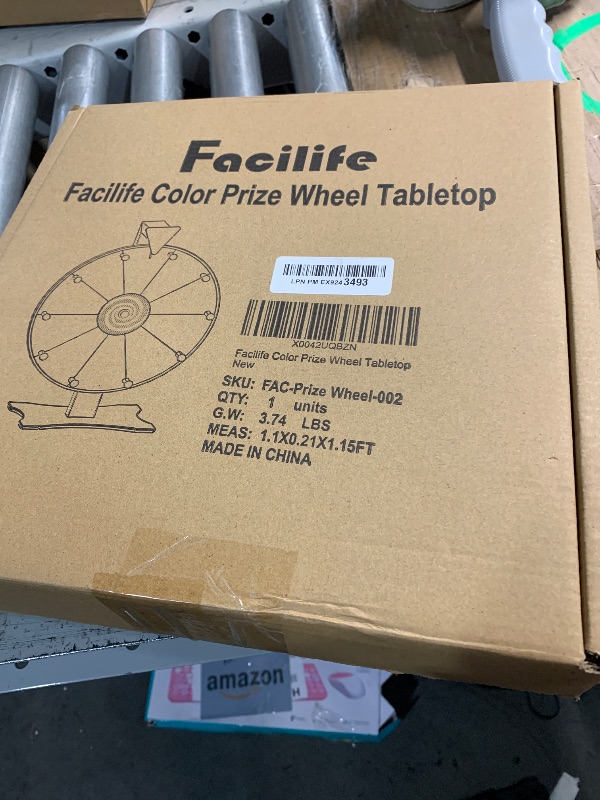 Facilife
Facilife Color Prize Wheel Tabletop
LPN PM EX9243493
X0042UQBZN
Facilife Color Prize Wheel Tabletop
New
SKU: FAC-Prize Wheel-002
QTY: 1 units
G.W: 3.74 LBS
MEAS: 1.1X0.21X1.15FT
MADE IN CHINA
amazon